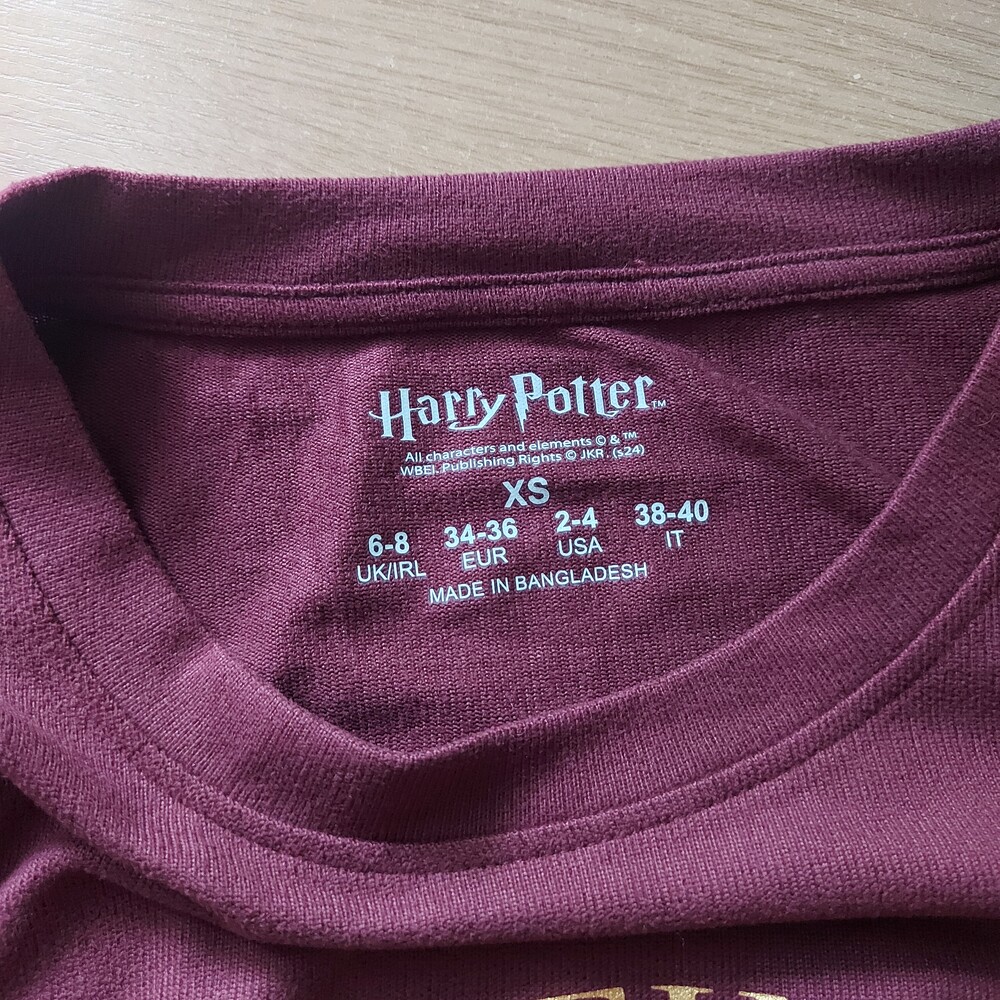 Harry Potter™
All characters and elements © & ™
WBEI. Publishing Rights © JKR. (s24)
XS
6-8 34-36 2-4 38-40
UK/IRL EUR USA IT
MADE IN BANGLADESH